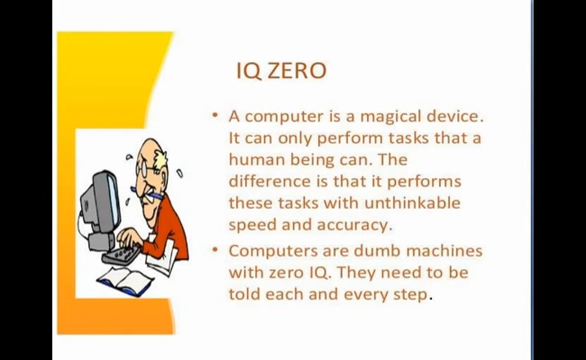 IQ ZERO
• A computer is a magical device.
It can only perform tasks that a
human being can. The
difference is that it performs
these tasks with unthinkable
speed and accuracy.
• Computers are dumb machines
with zero IQ. They need to be
told each and every step.